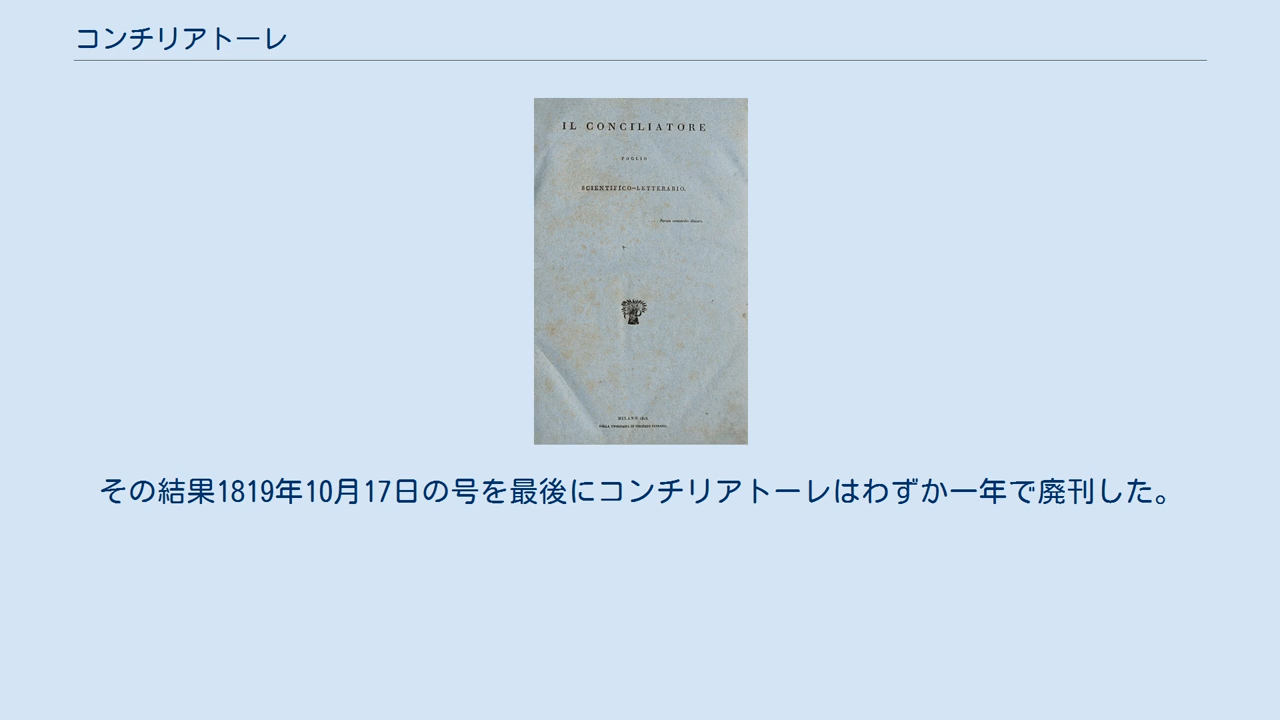 コンチリアトーレ
IL CONCILIATORE
FOGLIO
SCIENTIFICO-LETTERARIO.
MILANO
その結果1819年10月17日の号を最後にコンチリアトーレはわずか一年で廃刊した。